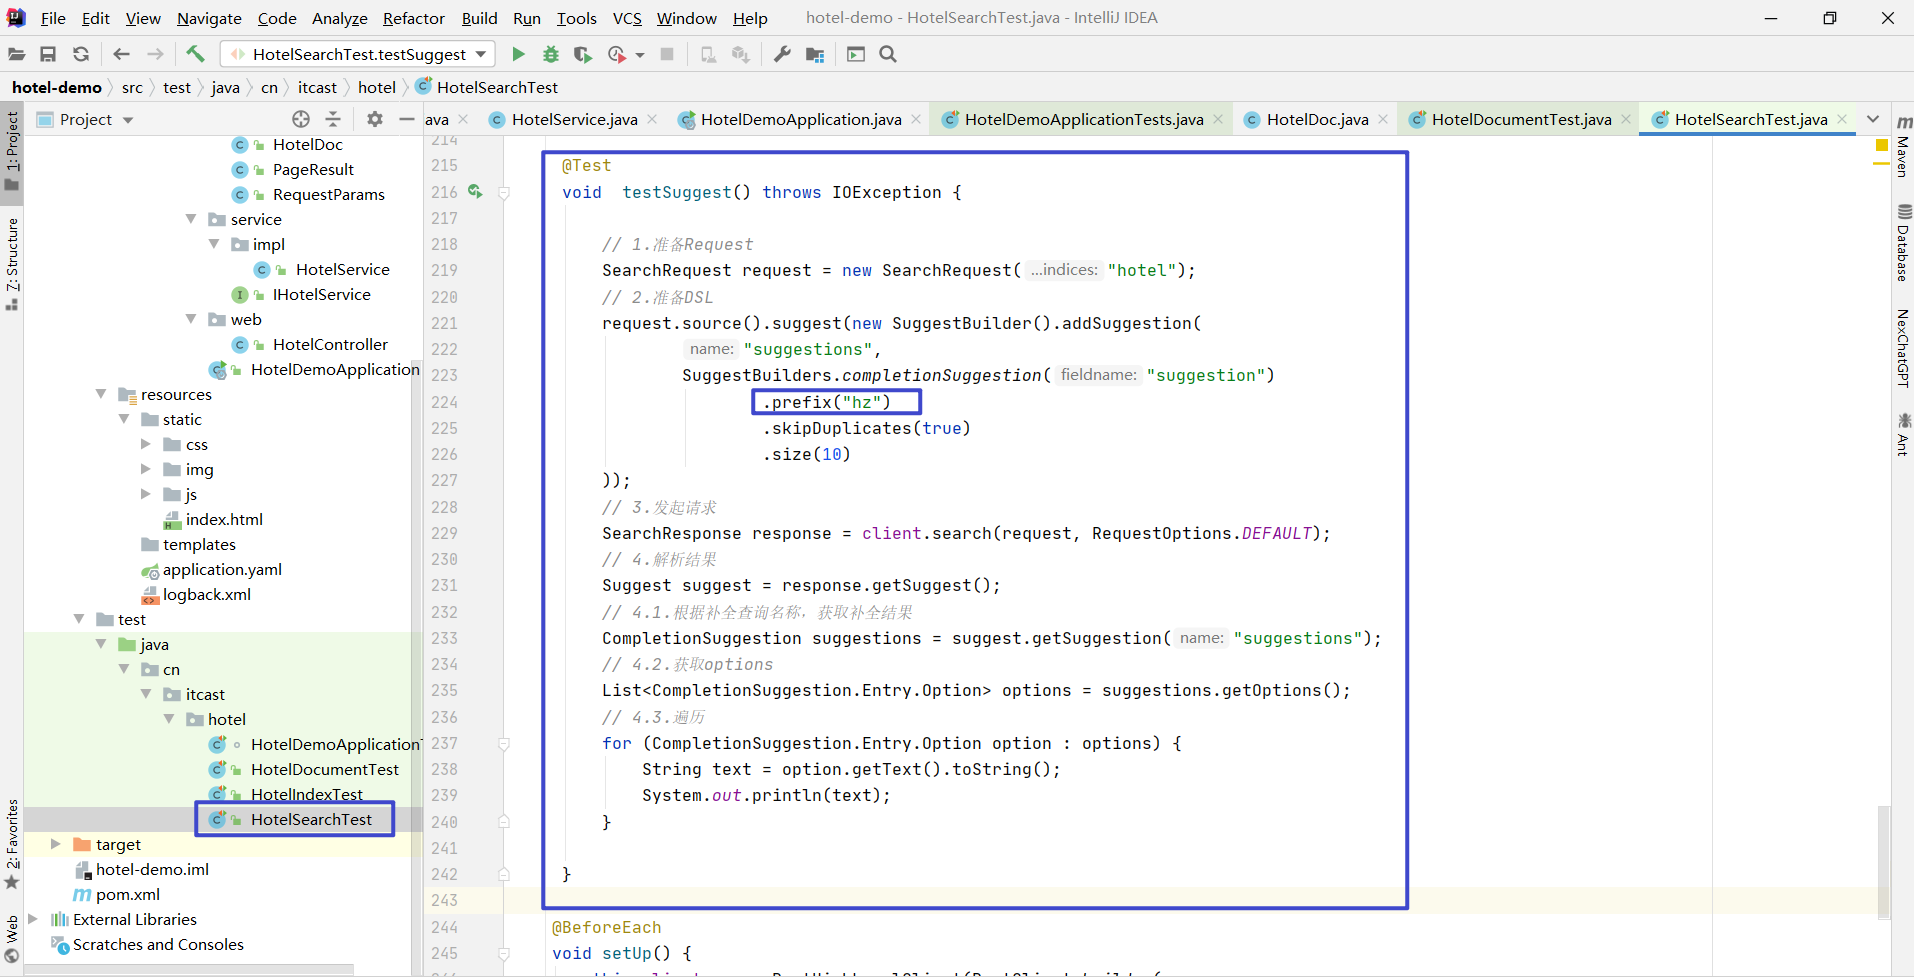 File Edit View Navigate Code Analyze Refactor Build Run Tools VCS Window Help hotel-demo - HotelSearchTest.java - IntelliJ IDEA
HotelSearchTest.testSuggest
hotel-demo src test java cn itcast hotel HotelSearchTest
Project
ava HotelService.java HotelDemoApplication.java HotelDemoApplicationTests.java HotelDoc.java HotelDocumentTest.java HotelSearchTest.java
1: Project
7: Structure
2: Favorites
Web
HotelDoc
PageResult
RequestParams
service
impl
HotelService
IHotelService
web
HotelController
HotelDemoApplication
resources
static
css
img
js
index.html
templates
application.yaml
logback.xml
test
java
cn
itcast
hotel
HotelDemoApplicationT
HotelDocumentTest
HotelIndexTest
HotelSearchTest
target
hotel-demo.iml
pom.xml
External Libraries
Scratches and Consoles
214
215 @Test
216 void testSuggest() throws IOException {
217
218 // 1.准备Request
219 SearchRequest request = new SearchRequest( ...indices: "hotel");
220 // 2.准备DSL
221 request.source().suggest(new SuggestBuilder().addSuggestion(
222 name: "suggestions",
223 SuggestBuilders.completionSuggestion( fieldname: "suggestion")
224 .prefix("hz")
225 .skipDuplicates(true)
226 .size(10)
227 ));
228 // 3.发起请求
229 SearchResponse response = client.search(request, RequestOptions.DEFAULT);
230 // 4.解析结果
231 Suggest suggest = response.getSuggest();
232 // 4.1.根据补全查询名称，获取补全结果
233 CompletionSuggestion suggestions = suggest.getSuggestion( name: "suggestions");
234 // 4.2.获取options
235 List<CompletionSuggestion.Entry.Option> options = suggestions.getOptions();
236 // 4.3.遍历
237 for (CompletionSuggestion.Entry.Option option : options) {
238 String text = option.getText().toString();
239 System.out.println(text);
240 }
241
242 }
243
244 @BeforeEach
245 void setUp() {
Maven
Database
NexChatGPT
Ant